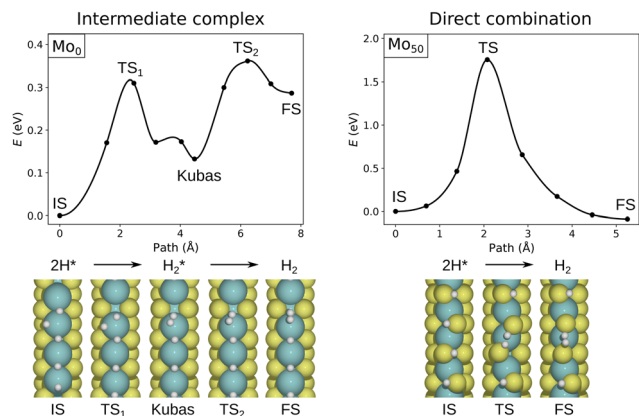 Intermediate complex
Direct combination
Mo0
TS1
TS2
Kubas
IS
FS
E (eV)
0.4
0.3
0.2
0.1
0.0
0 2 4 6 8
Path (Å)
Mo50
TS
IS
FS
E (eV)
2.0
1.5
1.0
0.5
0.0
0 1 2 3 4 5
Path (Å)
2H* → H2* → H2
IS TS1 Kubas TS2 FS
2H* → H2
IS TS FS